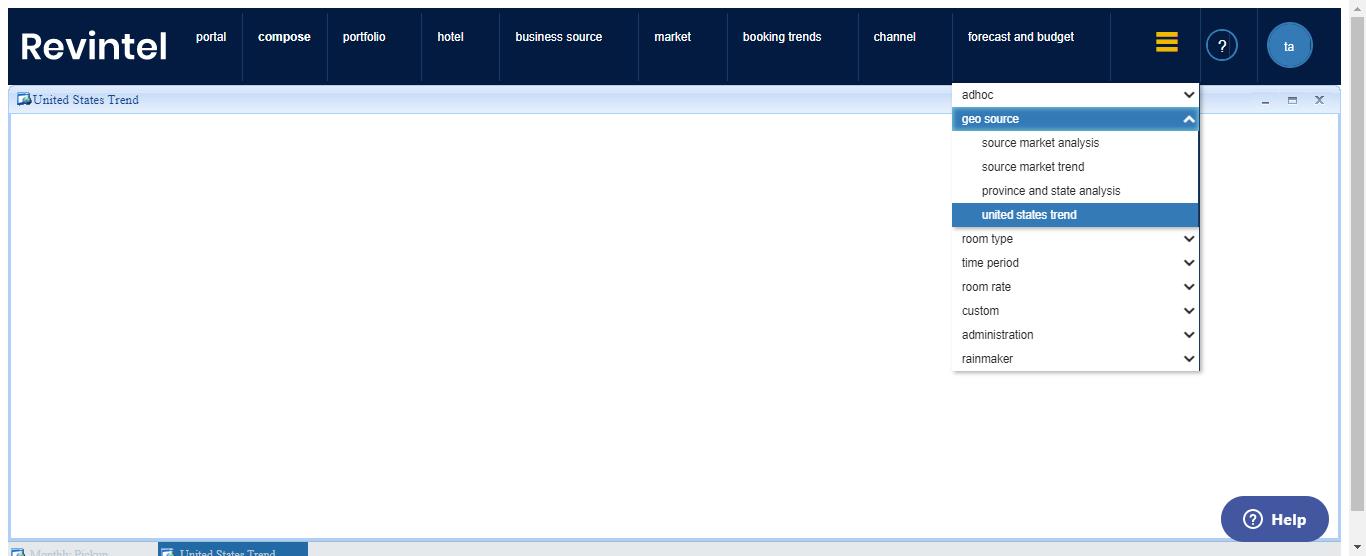 Revintel
portal
compose
portfolio
hotel
business source
market
booking trends
channel
forecast and budget
?
ta
United States Trend
adhoc
geo source
source market analysis
source market trend
province and state analysis
united states trend
room type
time period
room rate
custom
administration
rainmaker
? Help
Monthly Pickup
United States Trend